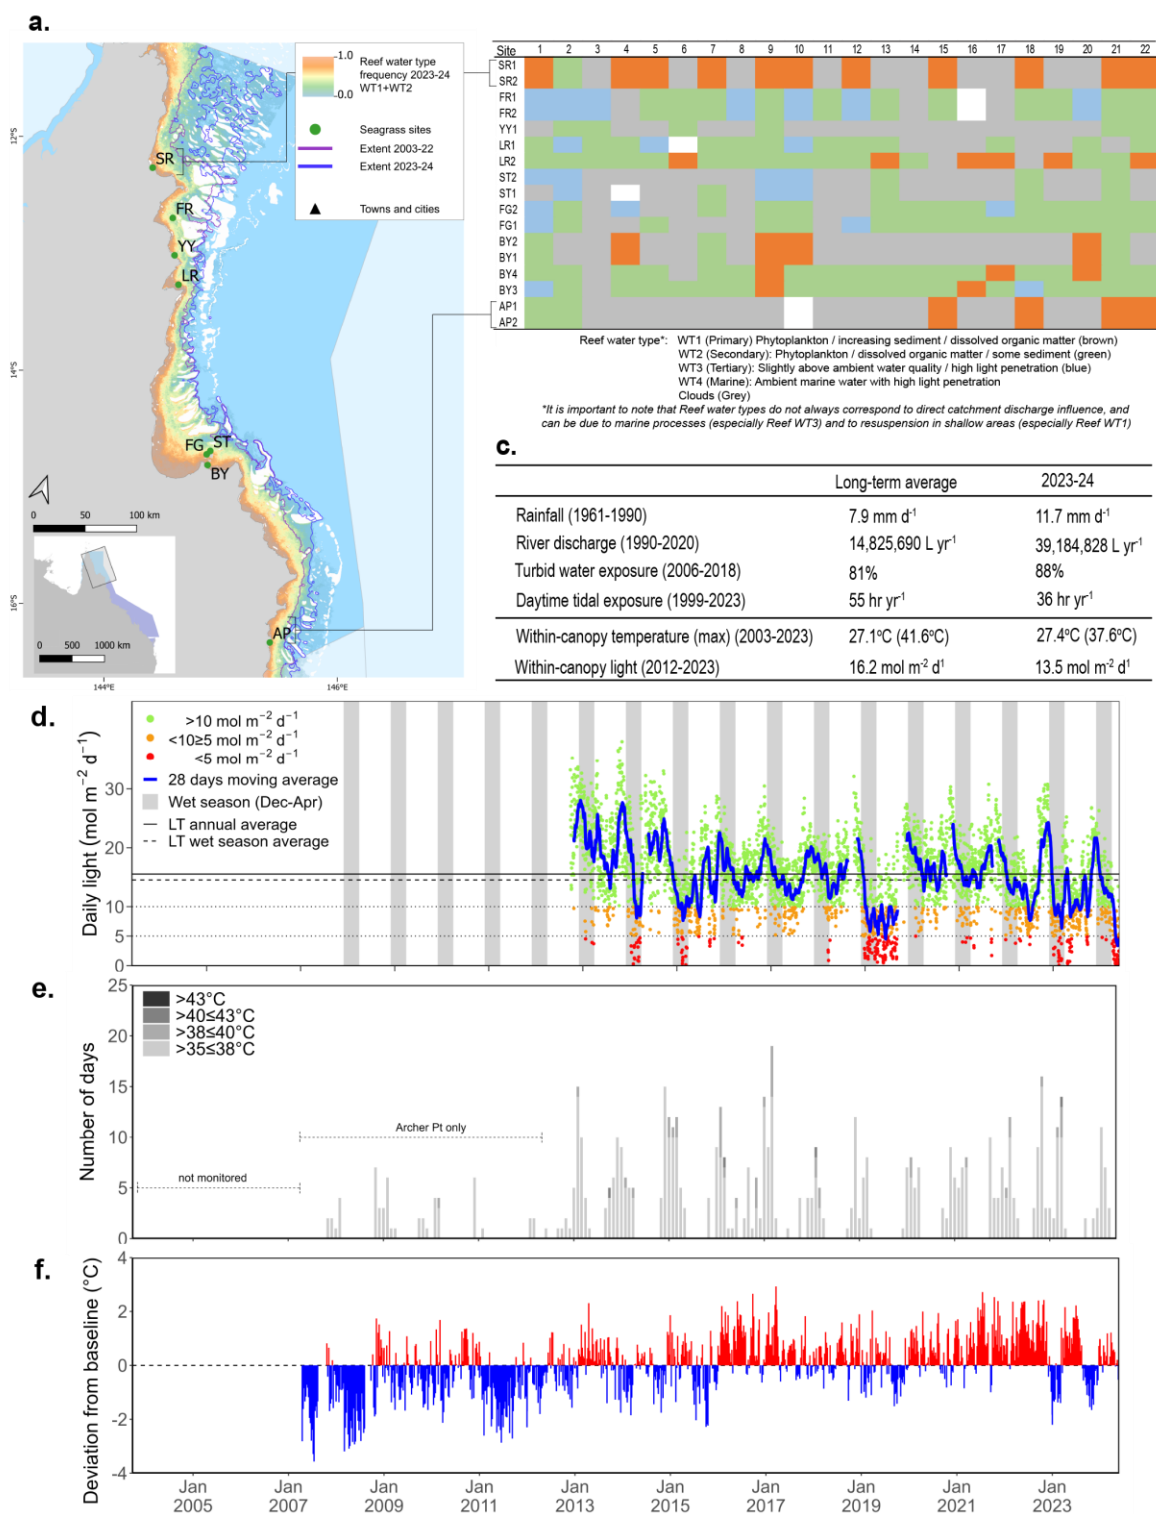 a.
1.0
0.0
Reef water type
frequency 2023-24
WT1+WT2
Seagrass sites
Extent 2003-22
Extent 2023-24
Towns and cities
12°S
14°S
16°S
144°E
146°E
SR
FR
YY
LR
FG
ST
BY
AP
0 50 100 km
0 500 1000 km
Site 1 2 3 4 5 6 7 8 9 10 11 12 13 14 15 16 17 18 19 20 21 22
SR1
SR2
FR1
FR2
YY1
LR1
LR2
ST2
ST1
FG2
FG1
BY2
BY1
BY4
BY3
AP1
AP2
Reef water type*: WT1 (Primary) Phytoplankton / increasing sediment / dissolved organic matter (brown)
WT2 (Secondary): Phytoplankton / dissolved organic matter / some sediment (green)
WT3 (Tertiary): Slightly above ambient water quality / high light penetration (blue)
WT4 (Marine): Ambient marine water with high light penetration
Clouds (Grey)
*It is important to note that Reef water types do not always correspond to direct catchment discharge influence, and
can be due to marine processes (especially Reef WT3) and to resuspension in shallow areas (especially Reef WT1)
c.
Long-term average 2023-24
Rainfall (1961-1990) 7.9 mm d⁻¹ 11.7 mm d⁻¹
River discharge (1990-2020) 14,825,690 L yr⁻¹ 39,184,828 L yr⁻¹
Turbid water exposure (2006-2018) 81% 88%
Daytime tidal exposure (1999-2023) 55 hr yr⁻¹ 36 hr yr⁻¹
Within-canopy temperature (max) (2003-2023) 27.1ºC (41.6ºC) 27.4ºC (37.6ºC)
Within-canopy light (2012-2023) 16.2 mol m⁻² d¹ 13.5 mol m⁻² d¹
d.
>10 mol m⁻² d⁻¹
<10≥5 mol m⁻² d⁻¹
<5 mol m⁻² d⁻¹
28 days moving average
Wet season (Dec-Apr)
LT annual average
LT wet season average
Daily light (mol m⁻² d⁻¹)
30
20
10
5
0
e.
>43°C
>40≤43°C
>38≤40°C
>35≤38°C
Number of days
25
20
15
10
5
0
Archer Pt only
not monitored
f.
Deviation from baseline (°C)
4
2
0
-2
-4
Jan Jan Jan Jan Jan Jan Jan Jan Jan Jan
2005 2007 2009 2011 2013 2015 2017 2019 2021 2023